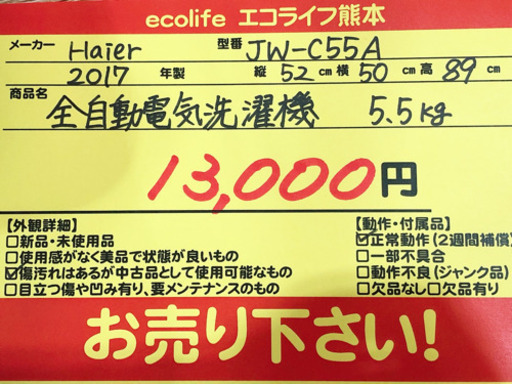 ecolife エコライフ熊本
メーカー Haier 型番 JW-C55A
2017 年製 縦 52 cm 横 50 cm 高 89 cm
商品名 全自動電気洗濯機 5.5kg
13,000円
【外観詳細】 【動作・付属品】
□新品・未使用品 ☑正常動作(2週間補償)
□使用感がなく美品で状態が良いもの □一部不具合
☑傷汚れはあるが中古品として使用可能なもの □動作不良(ジャンク品)
□目立つ傷や凹み有り、要メンテナンスのもの □欠品なし□欠品有り
お売り下さい!